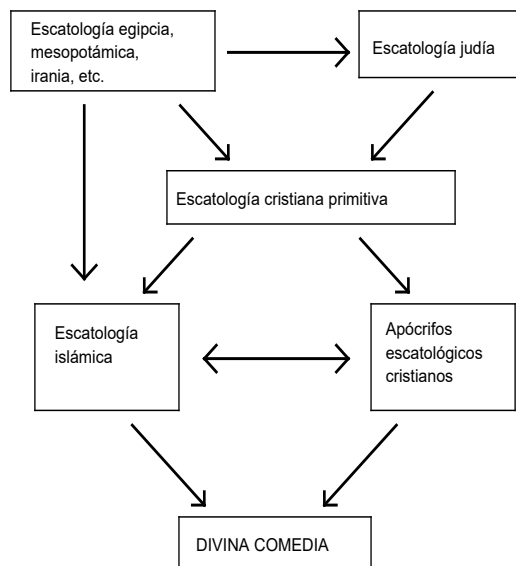 Escatología egipcia,
mesopotámica,
irania, etc.
Escatología judía
Escatología cristiana primitiva
Escatología
islámica
Apócrifos
escatológicos
cristianos
DIVINA COMEDIA